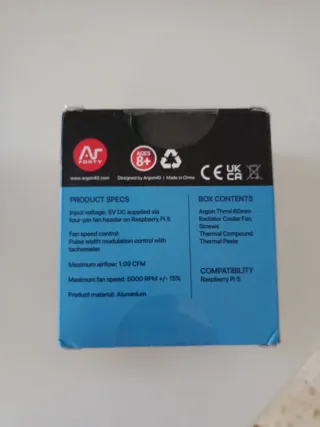 Ar
FORTY
AGES
8+
UK
CE CA
www.argon40.com
Designed by Argon40 | Made in China
PRODUCT SPECS
Input voltage: 5V DC supplied via
four-pin fan header on Raspberry Pi 5
Fan speed control:
Pulse width modulation control with
tachometer
Maximum airflow: 1.09 CFM
Maximum fan speed: 5000 RPM +/- 15%
Product material: Aluminium
BOX CONTENTS
Argon Thrml 60mm
Radiator Cooler Fan
Screws
Thermal Compound
Thermal Paste
COMPATIBILITY
Raspberry Pi 5